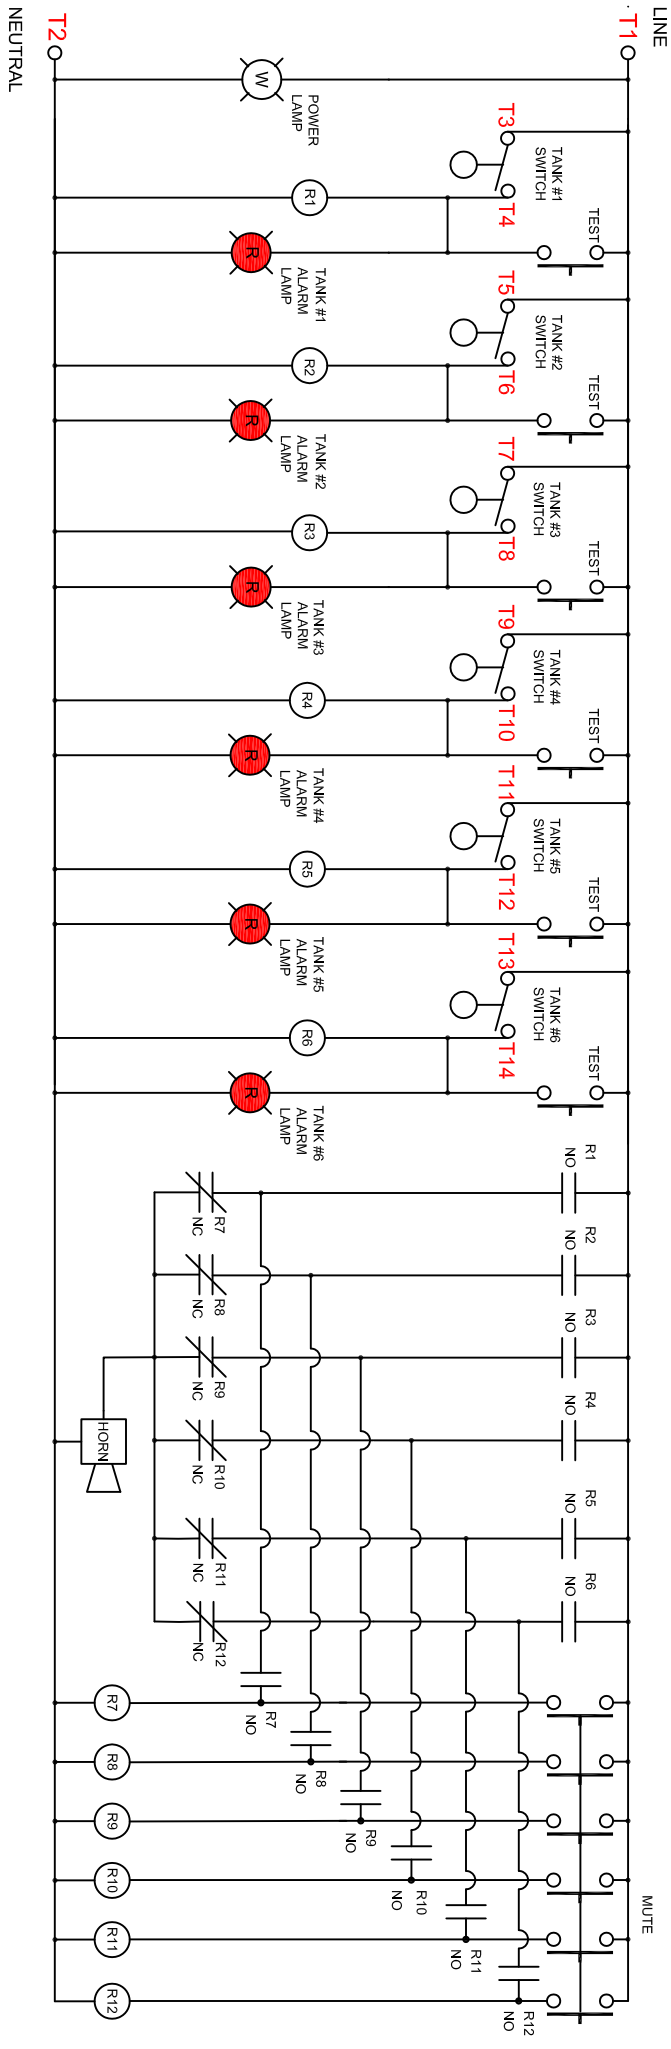 LINE
T1
T2
NEUTRAL
W
POWER
LAMP
T3
TANK #1
SWITCH
T4
R1
TEST
R
TANK #1
ALARM
LAMP
T5
TANK #2
SWITCH
T6
R2
TEST
R
TANK #2
ALARM
LAMP
T7
TANK #3
SWITCH
T8
R3
TEST
R
TANK #3
ALARM
LAMP
T9
TANK #4
SWITCH
T10
R4
TEST
R
TANK #4
ALARM
LAMP
T11
TANK #5
SWITCH
T12
R5
TEST
R
TANK #5
ALARM
LAMP
T13
TANK #6
SWITCH
T14
R6
TEST
R
TANK #6
ALARM
LAMP
R1
NO
R7
NC
R2
NO
R8
NC
R3
NO
R9
NC
R4
NO
R10
NC
HORN
R5
NO
R11
NC
R6
NO
R12
NC
R7
R7
NO
R8
R8
NO
R9
R9
NO
R10
R10
NO
MUTE
R11
R11
NO
R12
R12
NO